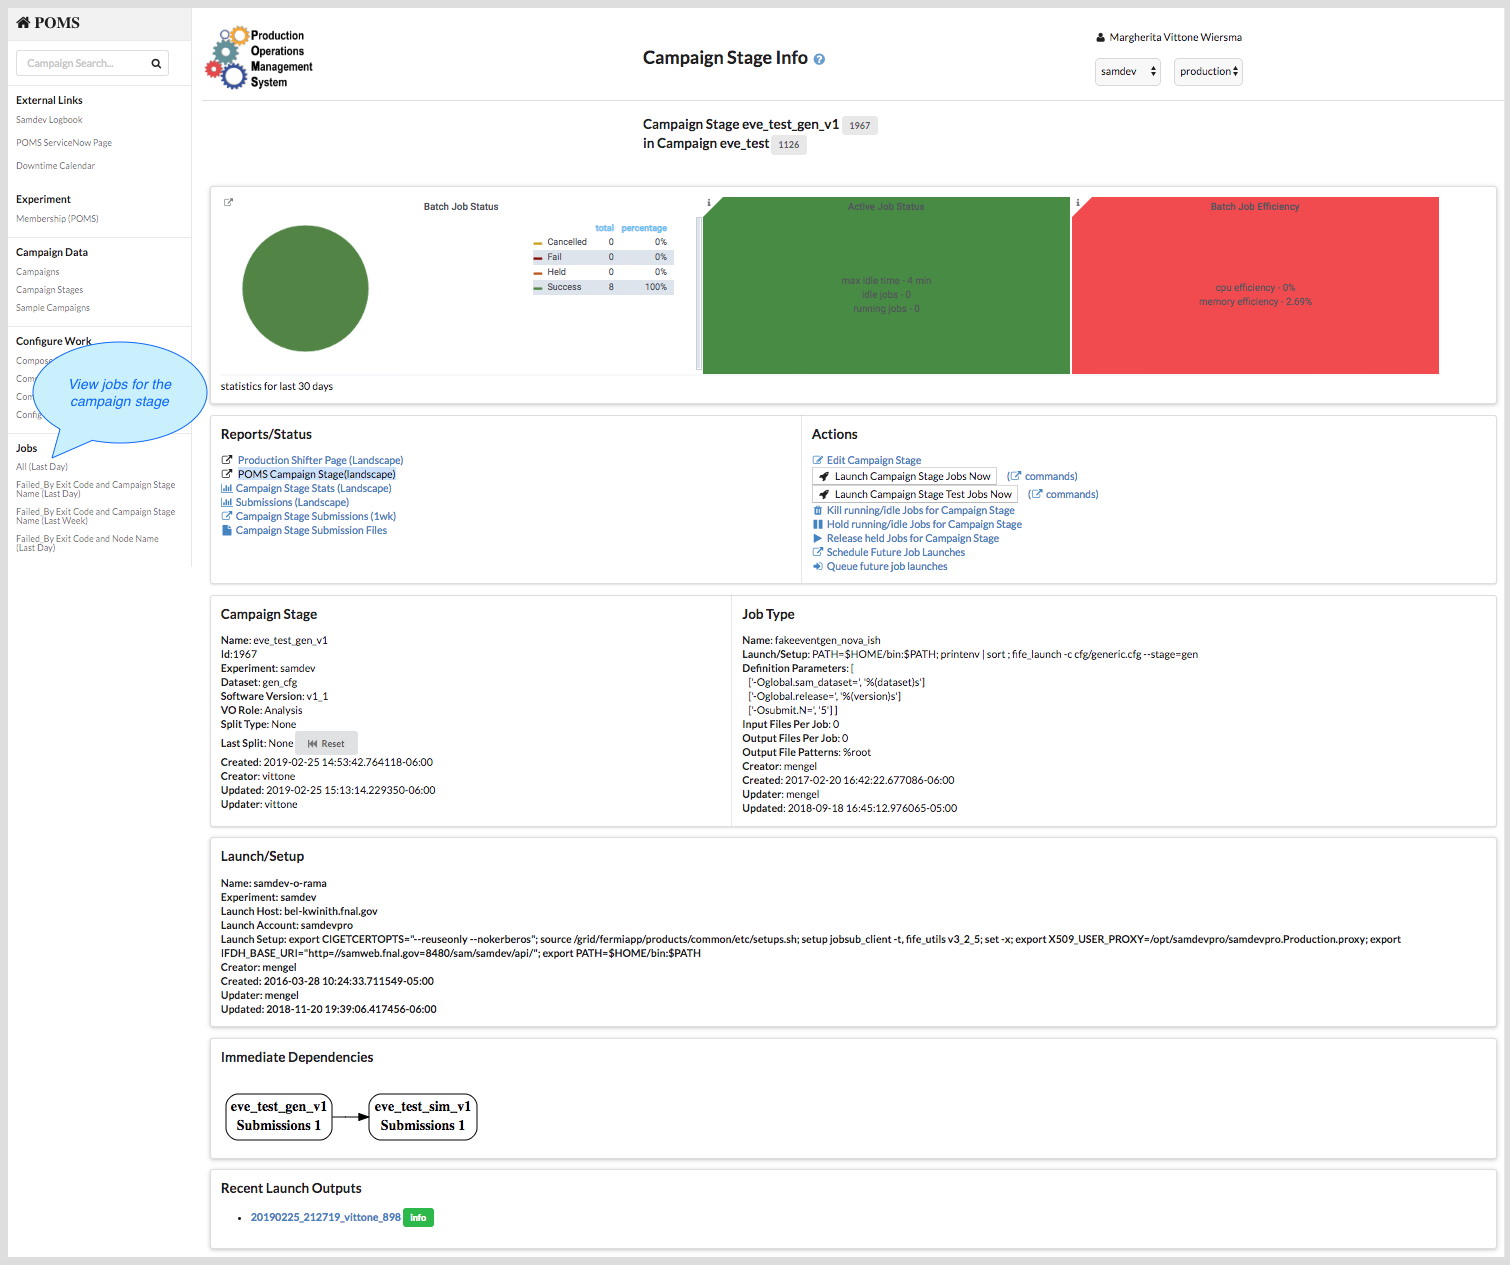 POMS
Campaign Search...
External Links
Samdev Logbook
POMS ServiceNow Page
Downtime Calendar
Experiment
Membership (POMS)
Campaign Data
Campaigns
Campaign Stages
Sample Campaigns
Configure Work
Compose
Com
Com
Config
View jobs for the
campaign stage
Jobs
All (Last Day)
Failed_By Exit Code and Campaign Stage
Name (Last Day)
Failed_By Exit Code and Campaign Stage
Name (Last Week)
Failed_By Exit Code and Node Name
(Last Day)
Production
Operations
Management
System
Campaign Stage Info ?
Margherita Vittone Wiersma
samdev production
Campaign Stage eve_test_gen_v1 1967
in Campaign eve_test 1126
Batch Job Status
total percentage
Cancelled 0 0%
Fail 0 0%
Held 0 0%
Success 8 100%
i
Active Job Status
max idle time - 4 min
idle jobs - 0
running jobs - 0
i
Batch Job Efficiency
cpu efficiency - 0%
memory efficiency - 2.69%
statistics for last 30 days
Reports/Status
Production Shifter Page (Landscape)
POMS Campaign Stage(landscape)
Campaign Stage Stats (Landscape)
Submissions (Landscape)
Campaign Stage Submissions (1wk)
Campaign Stage Submission Files
Actions
Edit Campaign Stage
Launch Campaign Stage Jobs Now ( commands)
Launch Campaign Stage Test Jobs Now ( commands)
Kill running/idle Jobs for Campaign Stage
Hold running/idle Jobs for Campaign Stage
Release held Jobs for Campaign Stage
Schedule Future Job Launches
Queue future job launches
Campaign Stage
Name: eve_test_gen_v1
Id:1967
Experiment: samdev
Dataset: gen_cfg
Software Version: v1_1
VO Role: Analysis
Split Type: None
Last Split: None Reset
Created: 2019-02-25 14:53:42.764118-06:00
Creator: vittone
Updated: 2019-02-25 15:13:14.229350-06:00
Updater: vittone
Job Type
Name: fakeeventgen_nova_ish
Launch/Setup: PATH=$HOME/bin:$PATH; printenv | sort ; fife_launch -c cfg/generic.cfg --stage=gen
Definition Parameters: [
['-Oglobal.sam_dataset=', '%(dataset)s']
['-Oglobal.release=', '%(version)s']
['-Osubmit.N=', '5'] ]
Input Files Per Job: 0
Output Files Per Job: 0
Output File Patterns: %root
Creator: mengel
Created: 2017-02-20 16:42:22.677086-06:00
Updater: mengel
Updated: 2018-09-18 16:45:12.976065-05:00
Launch/Setup
Name: samdev-o-rama
Experiment: samdev
Launch Host: bel-kwinith.fnal.gov
Launch Account: samdevpro
Launch Setup: export CIGETCERTOPTS="--reuseonly --nokerberos"; source /grid/fermiapp/products/common/etc/setups.sh; setup jobsub_client -t, fife_utils v3_2_5; set -x; export X509_USER_PROXY=/opt/samdevpro/samdevpro.Production.proxy; export
IFDH_BASE_URI="http=//samweb.fnal.gov=8480/sam/samdev/api/"; export PATH=$HOME/bin:$PATH
Creator: mengel
Created: 2016-03-28 10:24:33.711549-05:00
Updater: mengel
Updated: 2018-11-20 19:39:06.417456-06:00
Immediate Dependencies
eve_test_gen_v1
Submissions 1
eve_test_sim_v1
Submissions 1
Recent Launch Outputs
20190225_212719_vittone_898 info